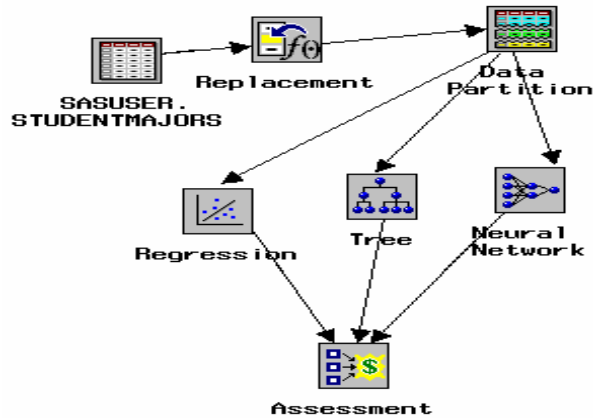 SASUSER.
STUDENTMAJORS
Replacement
f()
Data
Partition
Regression
Tree
Neural
Network
$
Assessment